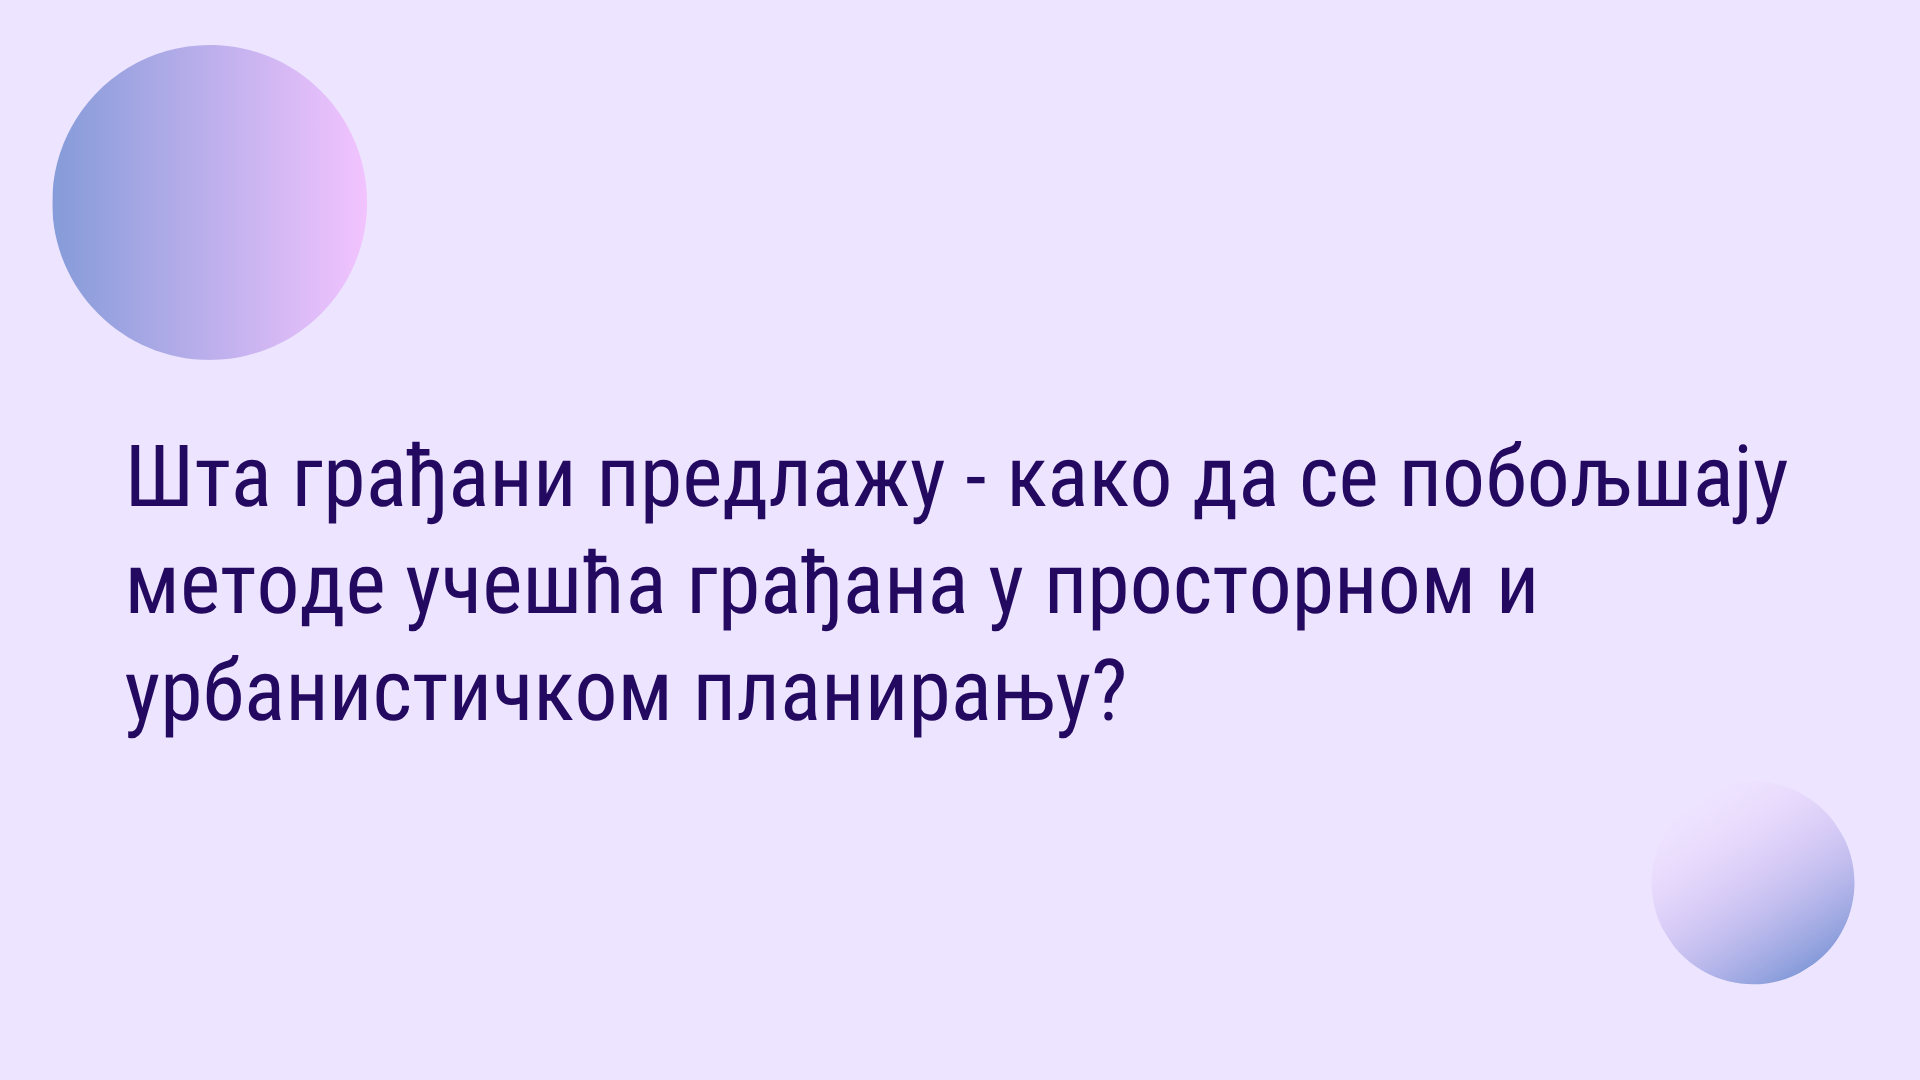 Шта грађани предлажу - како да се побољшају
методе учешћа грађана у просторном и
урбанистичком планирању?